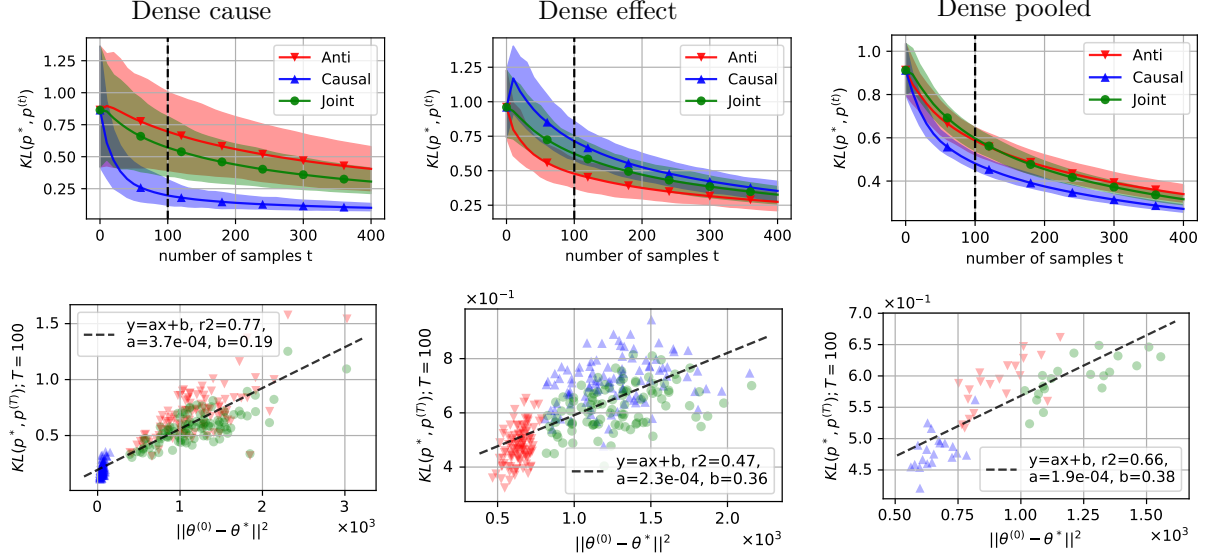 Dense cause
Dense effect
Dense pooled
KL(p*, p^(t))
1.25
1.00
0.75
0.50
0.25
Anti
Causal
Joint
0 100 200 300 400
number of samples t
KL(p*, p^(t))
1.25
1.00
0.75
0.50
0.25
Anti
Causal
Joint
0 100 200 300 400
number of samples t
KL(p*, p^(t))
1.0
0.8
0.6
0.4
Anti
Causal
Joint
0 100 200 300 400
number of samples t
KL(p*, p^(T)); T = 100
1.5
1.0
0.5
y=ax+b, r2=0.77,
a=3.7e-04, b=0.19
0 1 2 3
×10³
||θ^(0) − θ*||²
×10⁻¹
KL(p*, p^(T)); T = 100
8
6
4
y=ax+b, r2=0.47,
a=2.3e-04, b=0.36
0.5 1.0 1.5 2.0
×10³
||θ^(0) − θ*||²
×10⁻¹
KL(p*, p^(T)); T = 100
7.0
6.5
6.0
5.5
5.0
4.5
y=ax+b, r2=0.66,
a=1.9e-04, b=0.38
0.50 0.75 1.00 1.25 1.50
×10³
||θ^(0) − θ*||²